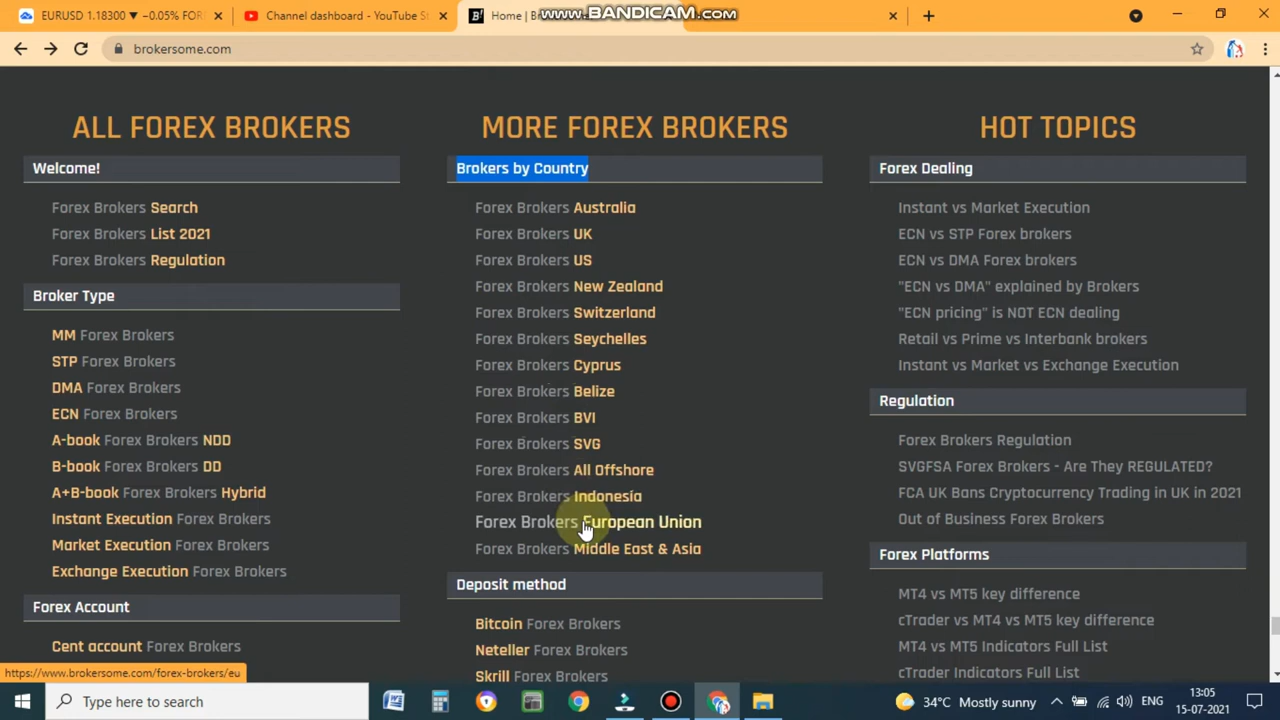 EURUSD 1.18300 ▼ −0.05% FOR
Channel dashboard - YouTube St
Home | B
www.BANDICAM.com
brokersome.com
ALL FOREX BROKERS
Welcome!
Forex Brokers Search
Forex Brokers List 2021
Forex Brokers Regulation
Broker Type
MM Forex Brokers
STP Forex Brokers
DMA Forex Brokers
ECN Forex Brokers
A-book Forex Brokers NDD
B-book Forex Brokers DD
A+B-book Forex Brokers Hybrid
Instant Execution Forex Brokers
Market Execution Forex Brokers
Exchange Execution Forex Brokers
Forex Account
Cent account Forex Brokers
MORE FOREX BROKERS
Brokers by Country
Forex Brokers Australia
Forex Brokers UK
Forex Brokers US
Forex Brokers New Zealand
Forex Brokers Switzerland
Forex Brokers Seychelles
Forex Brokers Cyprus
Forex Brokers Belize
Forex Brokers BVI
Forex Brokers SVG
Forex Brokers All Offshore
Forex Brokers Indonesia
Forex Brokers European Union
Forex Brokers Middle East & Asia
Deposit method
Bitcoin Forex Brokers
Neteller Forex Brokers
Skrill Forex Brokers
HOT TOPICS
Forex Dealing
Instant vs Market Execution
ECN vs STP Forex brokers
ECN vs DMA Forex brokers
"ECN vs DMA" explained by Brokers
"ECN pricing" is NOT ECN dealing
Retail vs Prime vs Interbank brokers
Instant vs Market vs Exchange Execution
Regulation
Forex Brokers Regulation
SVGFSA Forex Brokers - Are They REGULATED?
FCA UK Bans Cryptocurrency Trading in UK in 2021
Out of Business Forex Brokers
Forex Platforms
MT4 vs MT5 key difference
cTrader vs MT4 vs MT5 key difference
MT4 vs MT5 Indicators Full List
cTrader Indicators Full List
https://www.brokersome.com/forex-brokers/eu
Type here to search
34°C Mostly sunny
ENG
13:05
15-07-2021